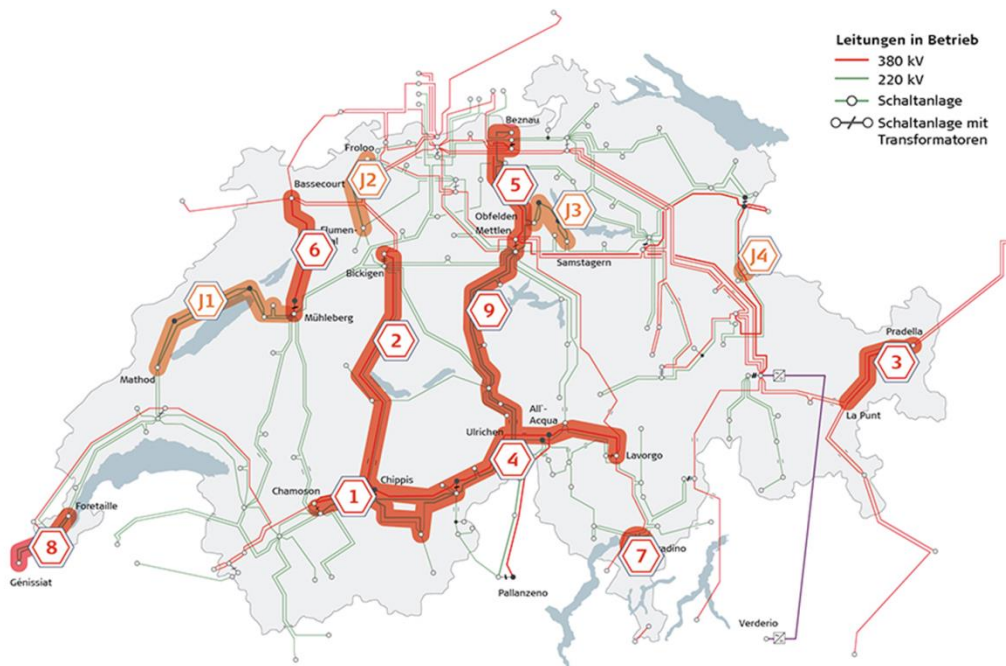 Leitungen in Betrieb
380 kV
220 kV
Schaltanlage
Schaltanlage mit
Transformatoren
Beznau
Froloo
J2
5
Bassecourt
J3
Obfelden
Mettlen
6
J4
Samstagern
Bickigen
J1
9
Mühleberg
2
Pradella
3
Mathod
La Punt
All'-
Acqua
Ulrichen
4
Lavorgo
Chippis
Chamoson
1
Foretaille
8
7
Génissiat
Pallanzeno
Verderio